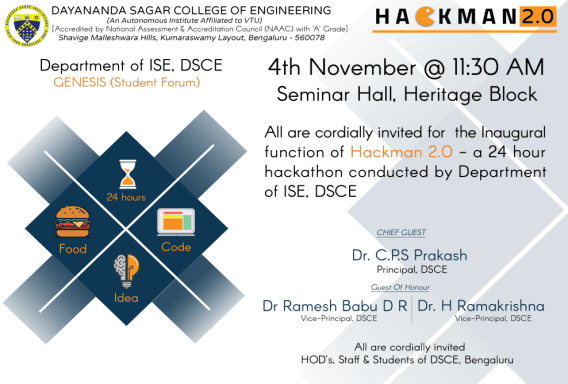 DAYANANDA SAGAR COLLEGE OF ENGINEERING
(An Autonomous Institute Affiliated to VTU)
[Accredited by National Assessment & Accreditation Council (NAAC) with 'A' Grade]
Shavige Malleshwara Hills, Kumaraswamy Layout, Bengaluru - 560078
HACKMAN 2.0
Department of ISE, DSCE
GENESIS (Student Forum)
4th November @ 11:30 AM
Seminar Hall, Heritage Block
All are cordially invited for the Inaugural
function of Hackman 2.0 - a 24 hour
hackathon conducted by Department
of ISE, DSCE
24 hours
Food
Code
Idea
CHIEF GUEST
Dr. C.P.S Prakash
Principal, DSCE
Guest Of Honour
Dr Ramesh Babu D R
Vice-Principal, DSCE
Dr. H Ramakrishna
Vice-Principal, DSCE
All are cordially invited
HOD's, Staff & Students of DSCE, Bengaluru